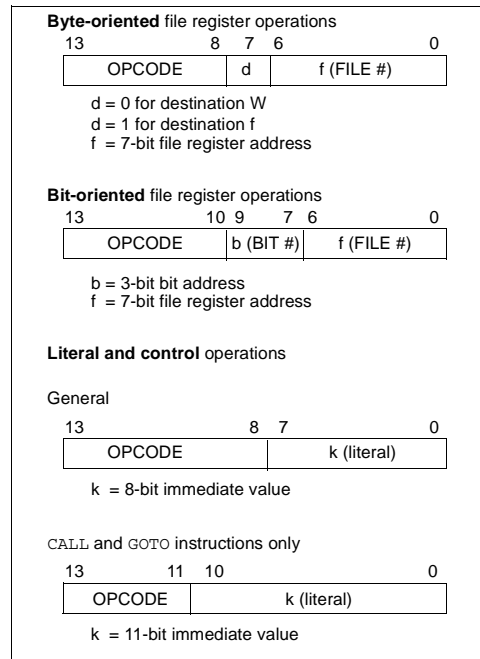 Byte-oriented file register operations
13 8 7 6 0
OPCODE d f (FILE #)
d = 0 for destination W
d = 1 for destination f
f = 7-bit file register address
Bit-oriented file register operations
13 10 9 7 6 0
OPCODE b (BIT #) f (FILE #)
b = 3-bit bit address
f = 7-bit file register address
Literal and control operations
General
13 8 7 0
OPCODE k (literal)
k = 8-bit immediate value
CALL and GOTO instructions only
13 11 10 0
OPCODE k (literal)
k = 11-bit immediate value